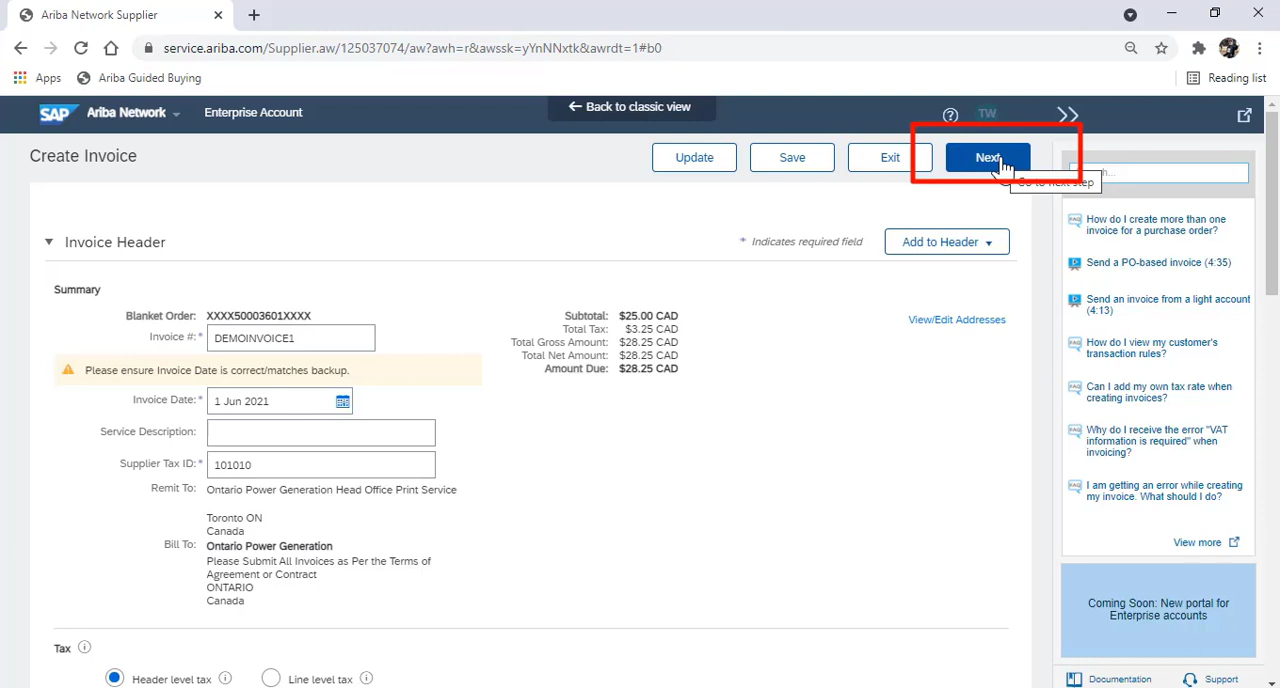 Ariba Network Supplier
service.ariba.com/Supplier.aw/125037074/aw?awh=r&awssk=yYnNNxtk&awrdt=1#b0
Apps
Ariba Guided Buying
Reading list
SAP
Ariba Network
Enterprise Account
Back to classic view
TW
Create Invoice
Update
Save
Exit
Next
Go to next step
Invoice Header
* Indicates required field
Add to Header
Summary
Blanket Order: XXXX50003601XXXX
Invoice #: * DEMOINVOICE1
Please ensure Invoice Date is correct/matches backup.
Invoice Date: * 1 Jun 2021
Service Description:
Supplier Tax ID: * 101010
Remit To: Ontario Power Generation Head Office Print Service
Toronto ON
Canada
Bill To: Ontario Power Generation
Please Submit All Invoices as Per the Terms of
Agreement or Contract
ONTARIO
Canada
Subtotal: $25.00 CAD
Total Tax: $3.25 CAD
Total Gross Amount: $28.25 CAD
Total Net Amount: $28.25 CAD
Amount Due: $28.25 CAD
View/Edit Addresses
Tax
Header level tax
Line level tax
FAQ How do I create more than one
invoice for a purchase order?
Send a PO-based invoice (4:35)
Send an invoice from a light account
(4:13)
FAQ How do I view my customer's
transaction rules?
FAQ Can I add my own tax rate when
creating invoices?
FAQ Why do I receive the error "VAT
information is required" when
invoicing?
FAQ I am getting an error while creating
my invoice. What should I do?
View more
Coming Soon: New portal for
Enterprise accounts
Documentation
Support